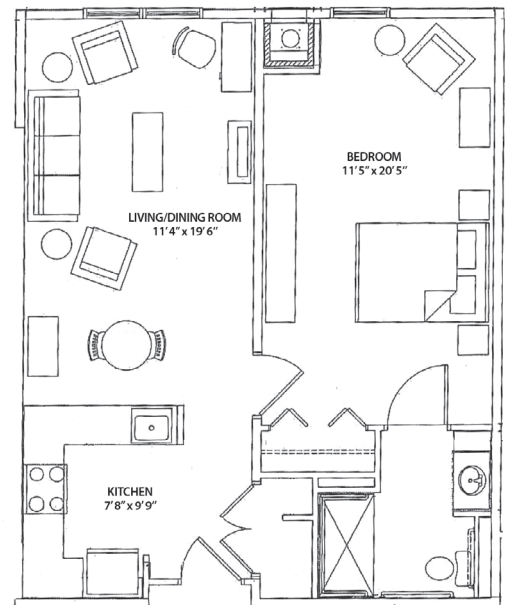 BEDROOM
11'5" x 20'5"
LIVING/DINING ROOM
11'4" x 19'6"
KITCHEN
7'8" x 9'9"